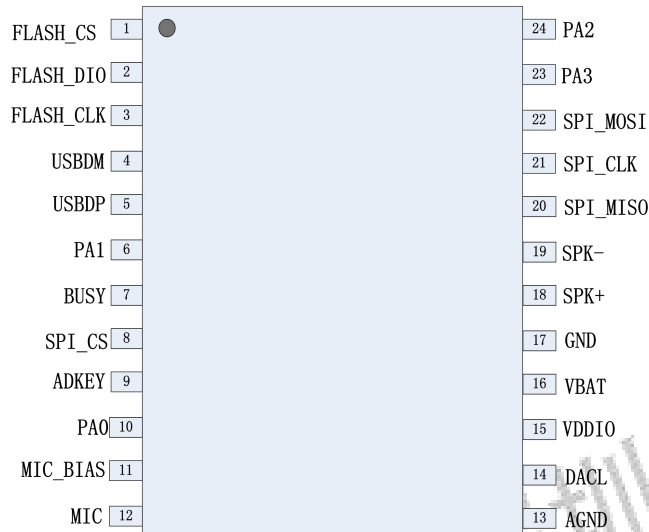 FLASH_CS 1 24 PA2
FLASH_DIO 2 23 PA3
FLASH_CLK 3 22 SPI_MOSI
USBDM 4 21 SPI_CLK
USBDP 5 20 SPI_MISO
PA1 6 19 SPK-
BUSY 7 18 SPK+
SPI_CS 8 17 GND
ADKEY 9 16 VBAT
PA0 10 15 VDDIO
MIC_BIAS 11 14 DACL
MIC 12 13 AGND